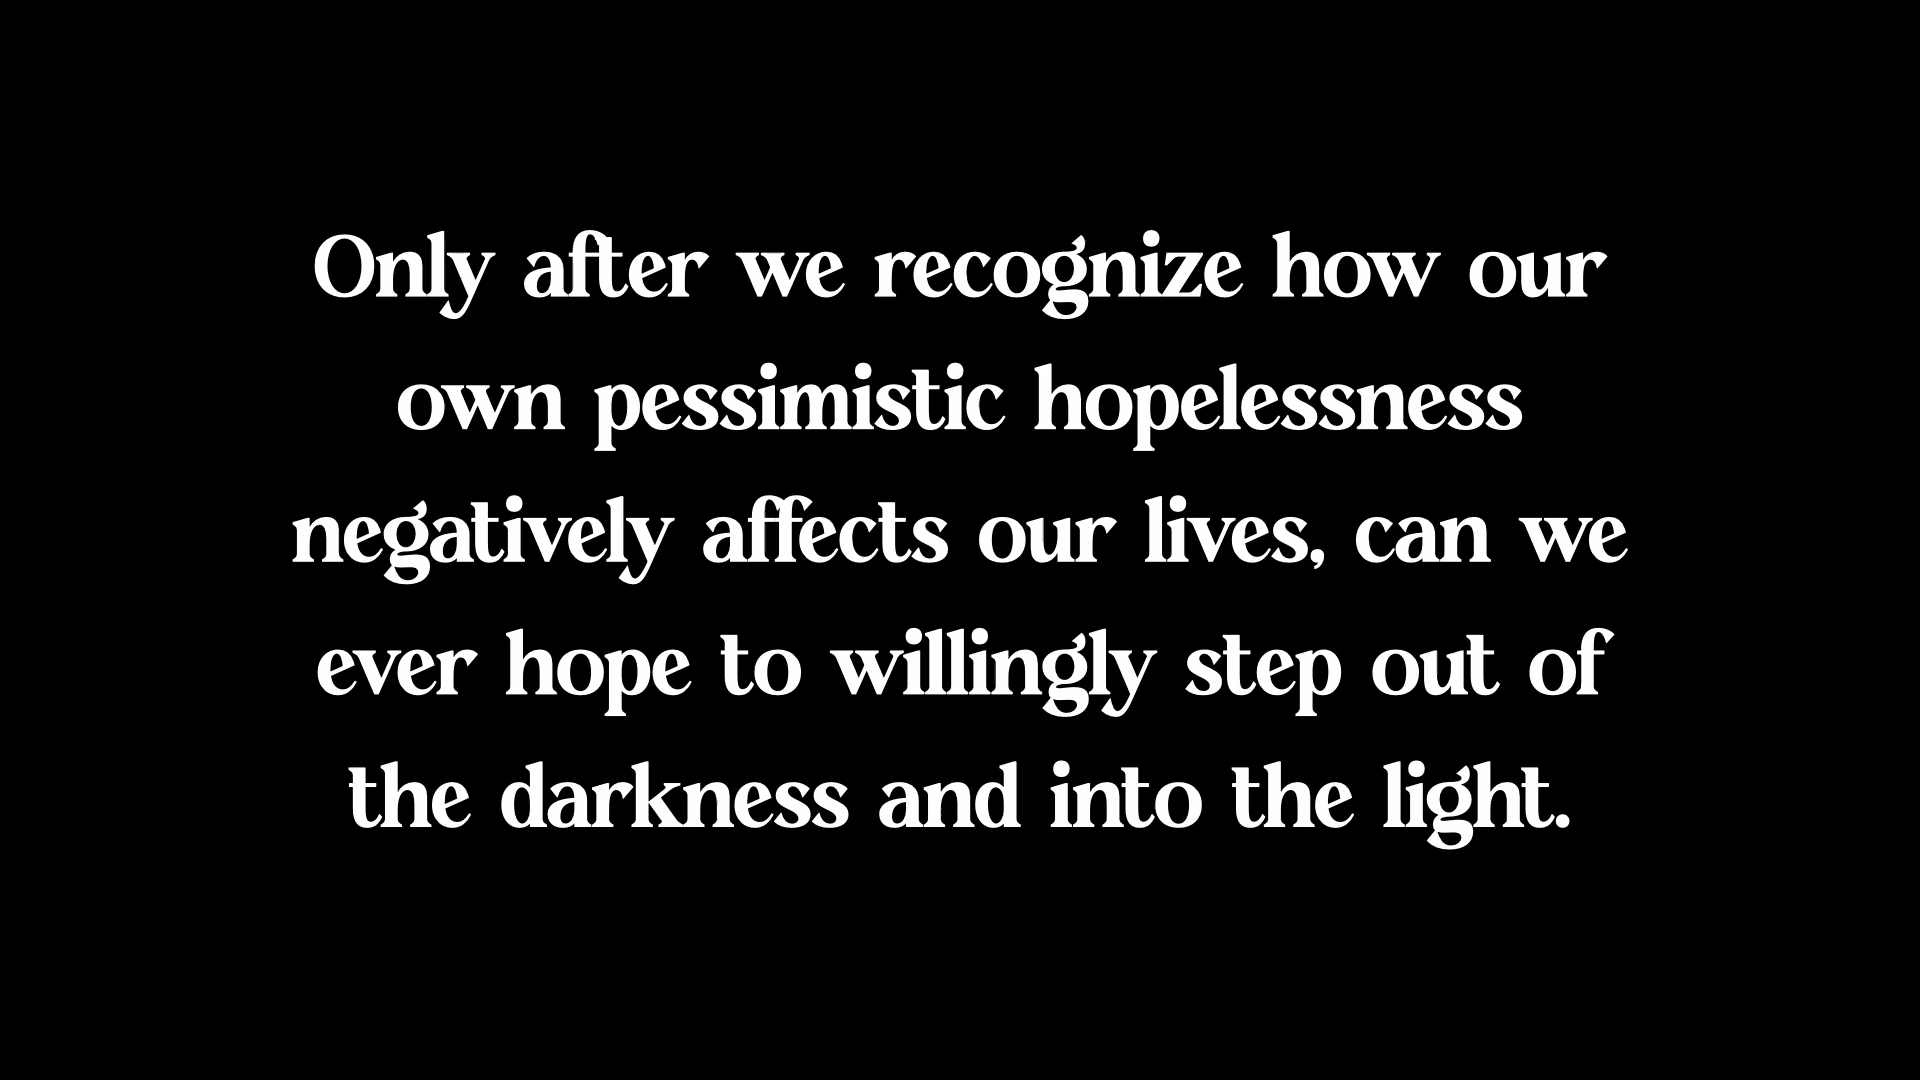 Only after we recognize how our
own pessimistic hopelessness
negatively affects our lives, can we
ever hope to willingly step out of
the darkness and into the light.